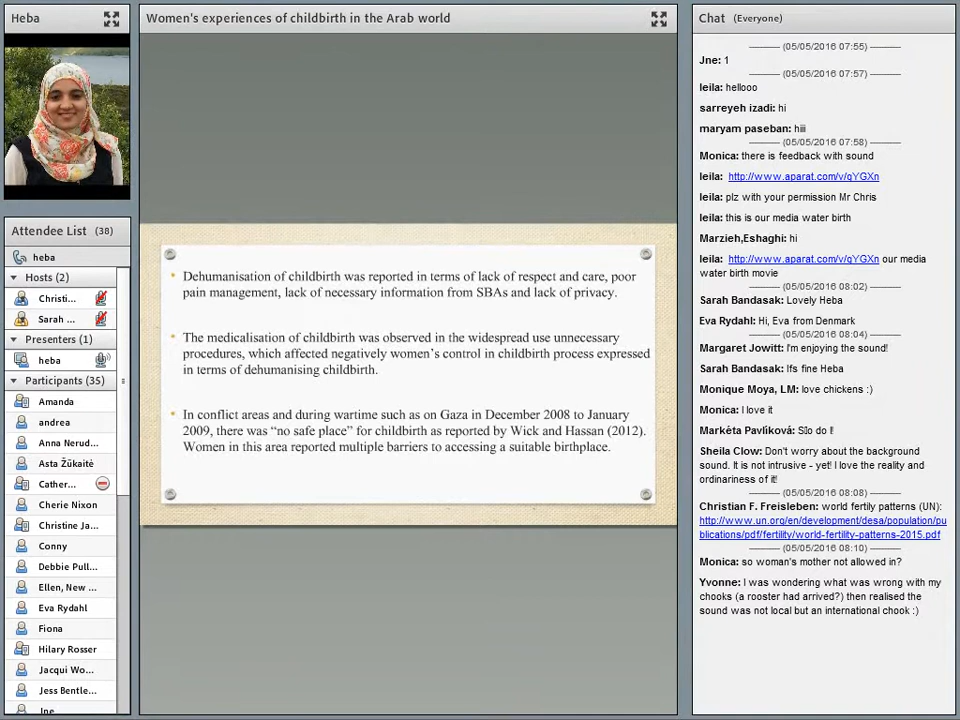 Heba
Women's experiences of childbirth in the Arab world
Chat (Everyone)
Attendee List (38)
heba
Hosts (2)
Christi...
Sarah ...
Presenters (1)
heba
Participants (35)
Amanda
andrea
Anna Nerud...
Asta Žūkaitė
Cather...
Cherie Nixon
Christine Ja...
Conny
Debbie Pull...
Ellen, New ...
Eva Rydahl
Fiona
Hilary Rosser
Jacqui Wo...
Jess Bentle...
Jne
• Dehumanisation of childbirth was reported in terms of lack of respect and care, poor
pain management, lack of necessary information from SBAs and lack of privacy.
• The medicalisation of childbirth was observed in the widespread use unnecessary
procedures, which affected negatively women's control in childbirth process expressed
in terms of dehumanising childbirth.
• In conflict areas and during wartime such as on Gaza in December 2008 to January
2009, there was “no safe place” for childbirth as reported by Wick and Hassan (2012).
Women in this area reported multiple barriers to accessing a suitable birthplace.
(05/05/2016 07:55)
Jne: 1
(05/05/2016 07:57)
leila: hellooo
sarreyeh izadi: hi
maryam paseban: hiii
(05/05/2016 07:58)
Monica: there is feedback with sound
leila: http://www.aparat.com/v/gYGXn
leila: plz with your permission Mr Chris
leila: this is our media water birth
Marzieh,Eshaghi: hi
leila: http://www.aparat.com/v/gYGXn our media
water birth movie
(05/05/2016 08:02)
Sarah Bandasak: Lovely Heba
Eva Rydahl: Hi, Eva from Denmark
(05/05/2016 08:04)
Margaret Jowitt: I'm enjoying the sound!
Sarah Bandasak: Ifs fine Heba
Monique Moya, LM: love chickens :)
Monica: I love it
Markéta Pavlíková: SIo do I!
Sheila Clow: Don't worry about the background
sound. It is not intrusive - yet! I love the reality and
ordinariness of it!
(05/05/2016 08:08)
Christian F. Freisleben: world fertily patterns (UN):
http://www.un.org/en/development/desa/population/pu
blications/pdf/fertility/world-fertility-patterns-2015.pdf
(05/05/2016 08:10)
Monica: so woman's mother not allowed in?
Yvonne: I was wondering what was wrong with my
chooks (a rooster had arrived?) then realised the
sound was not local but an international chook :)